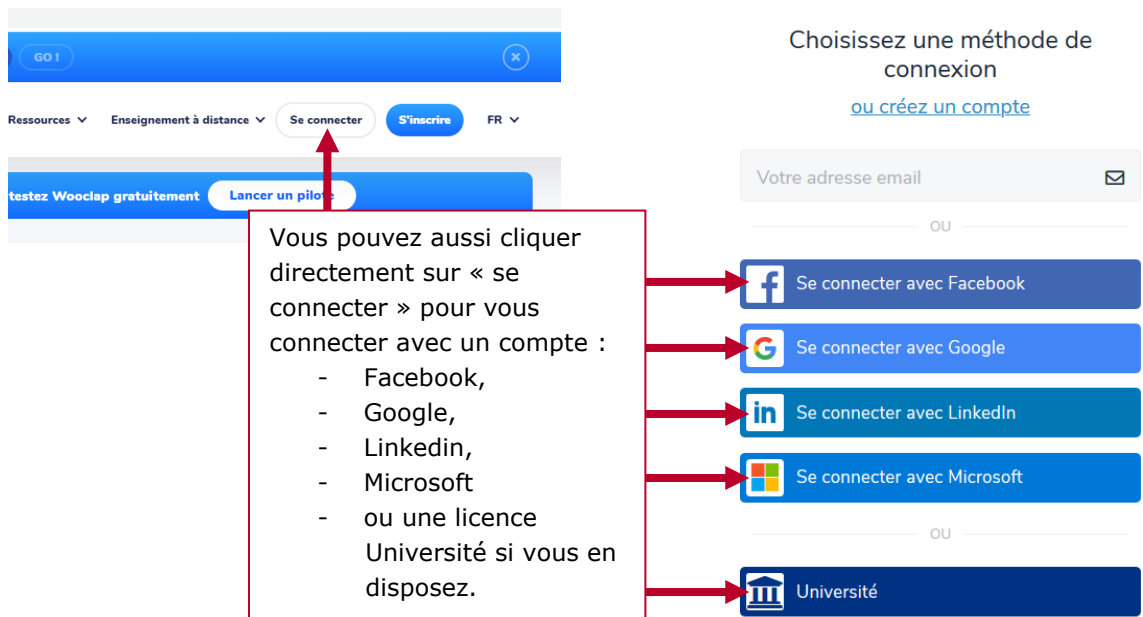 GO !
Ressources
Enseignement à distance
Se connecter
S'inscrire
FR
testez Wooclap gratuitement
Lancer un pilote
Vous pouvez aussi cliquer
directement sur « se
connecter » pour vous
connecter avec un compte :
- Facebook,
- Google,
- Linkedin,
- Microsoft
- ou une licence
Université si vous en
disposez.
Choisissez une méthode de
connexion
ou créez un compte
Votre adresse email
OU
Se connecter avec Facebook
Se connecter avec Google
in Se connecter avec LinkedIn
Se connecter avec Microsoft
OU
Université